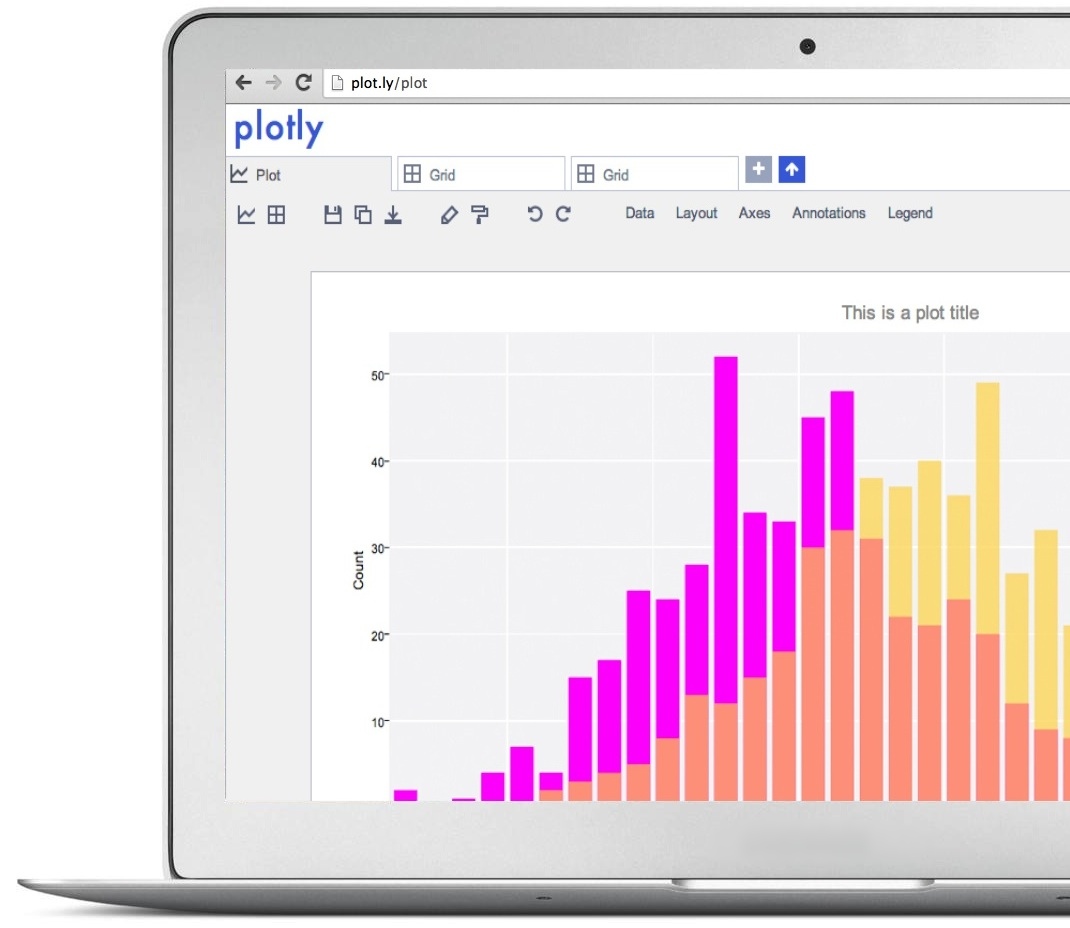 plot.ly/plot
plotly
Plot Grid Grid
Data Layout Axes Annotations Legend
This is a plot title
50
40
30
20
10
Count